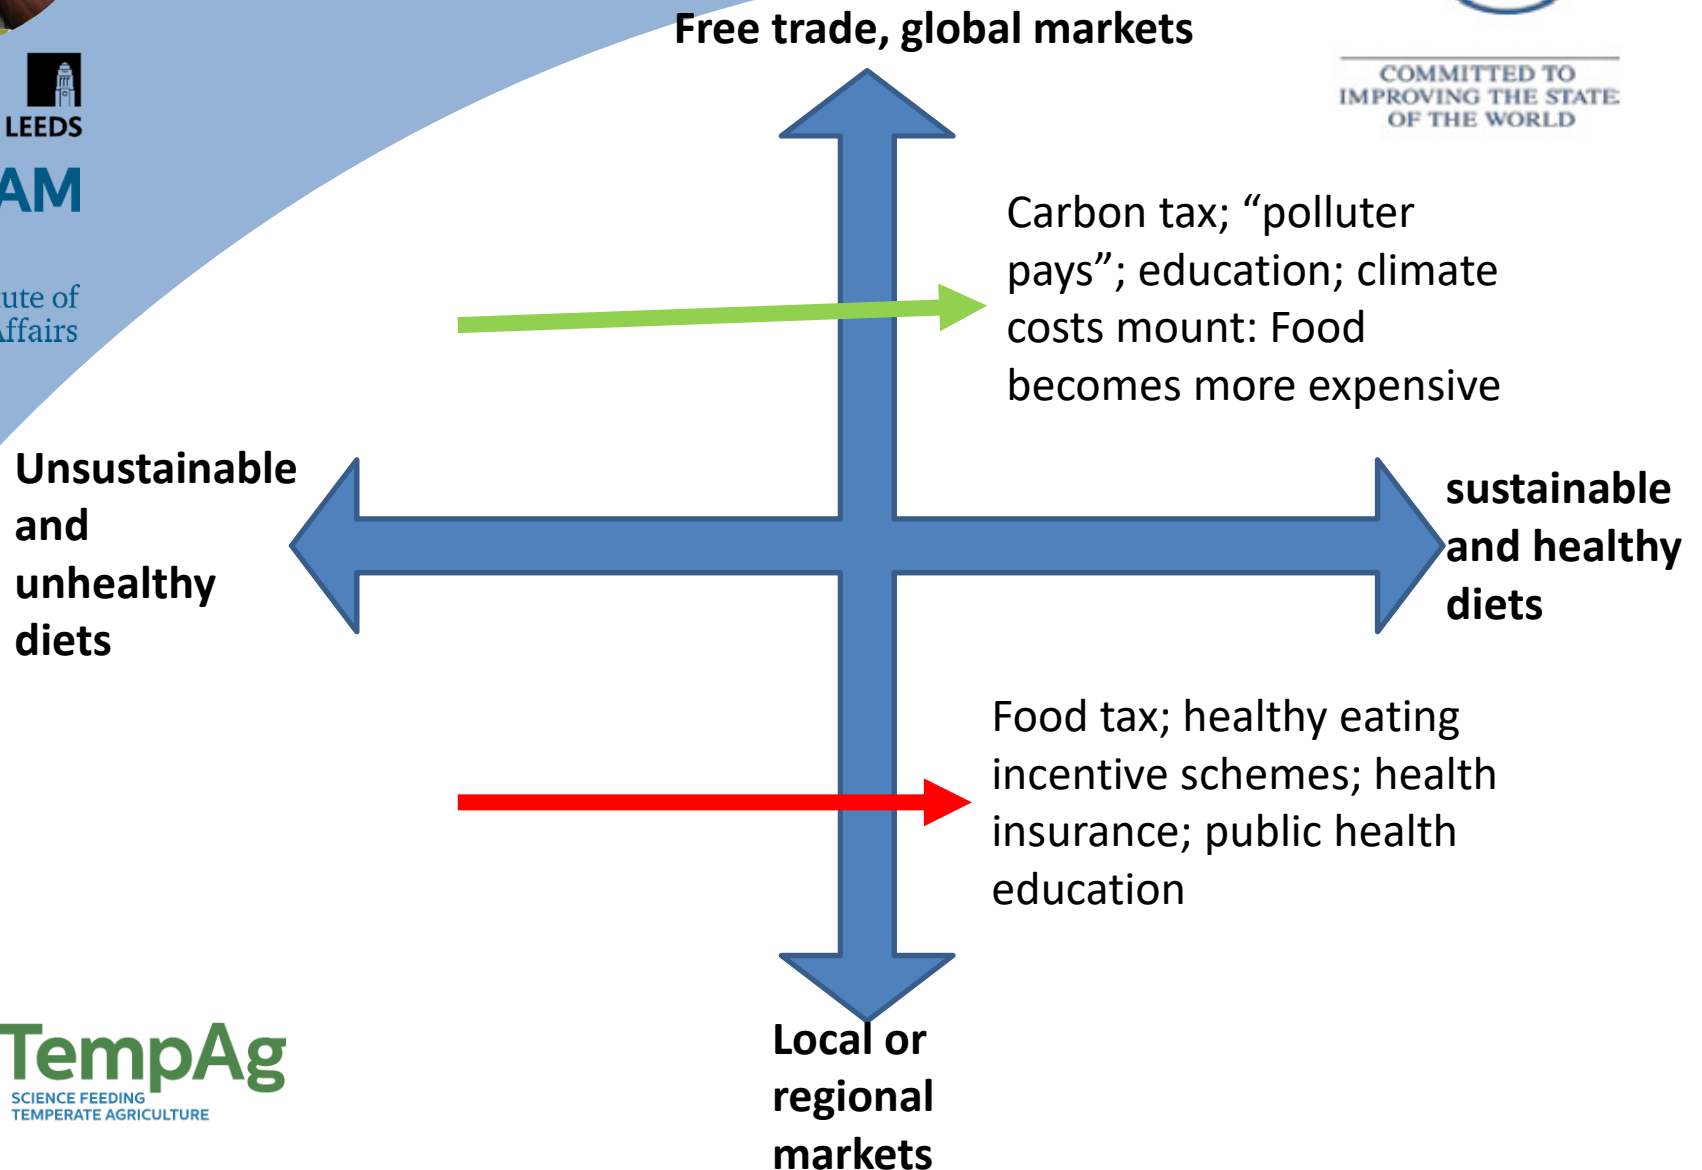 Free trade, global markets
COMMITTED TO
IMPROVING THE STATE
OF THE WORLD
LEEDS
AM
Carbon tax; “polluter
pays”; education; climate
costs mount: Food
becomes more expensive
ute of
Affairs
Unsustainable
and
unhealthy
diets
sustainable
and healthy
diets
Food tax; healthy eating
incentive schemes; health
insurance; public health
education
Local or
regional
markets
TempAg
SCIENCE FEEDING
TEMPERATE AGRICULTURE